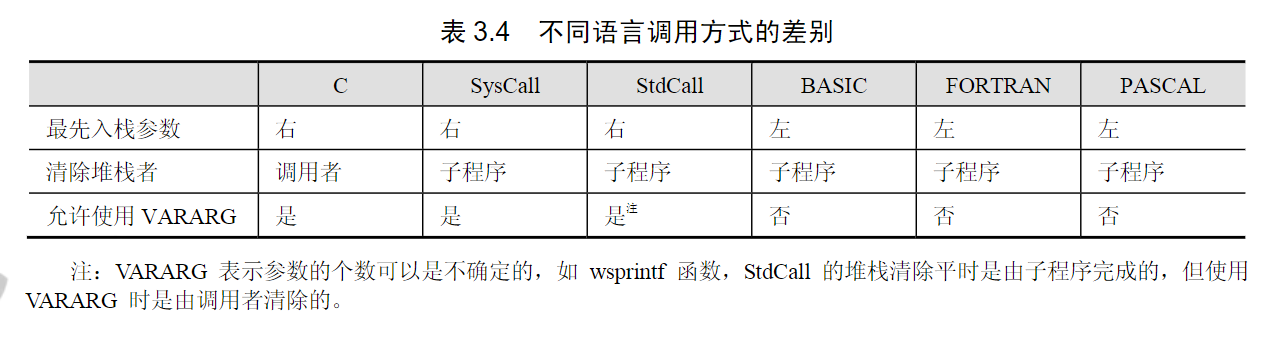 表 3.4 不同语言调用方式的差别
C SysCall StdCall BASIC FORTRAN PASCAL
最先入栈参数 右 右 右 左 左 左
清除堆栈者 调用者 子程序 子程序 子程序 子程序 子程序
允许使用 VARARG 是 是 是注 否 否 否
注：VARARG 表示参数的个数可以是不确定的，如 wsprintf 函数，StdCall 的堆栈清除平时是由子程序完成的，但使用
VARARG 时是由调用者清除的。